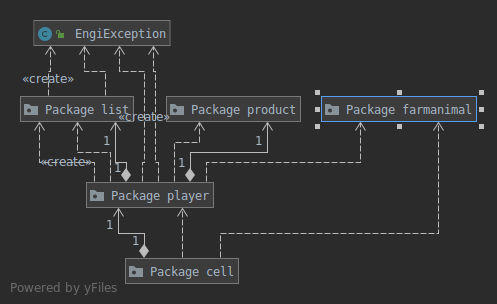 EngiException
«create»
Package list
Package product
Package farmanimal
«create»
1
1
«create»
1
1
Package player
1
1
Package cell
Powered by yFiles